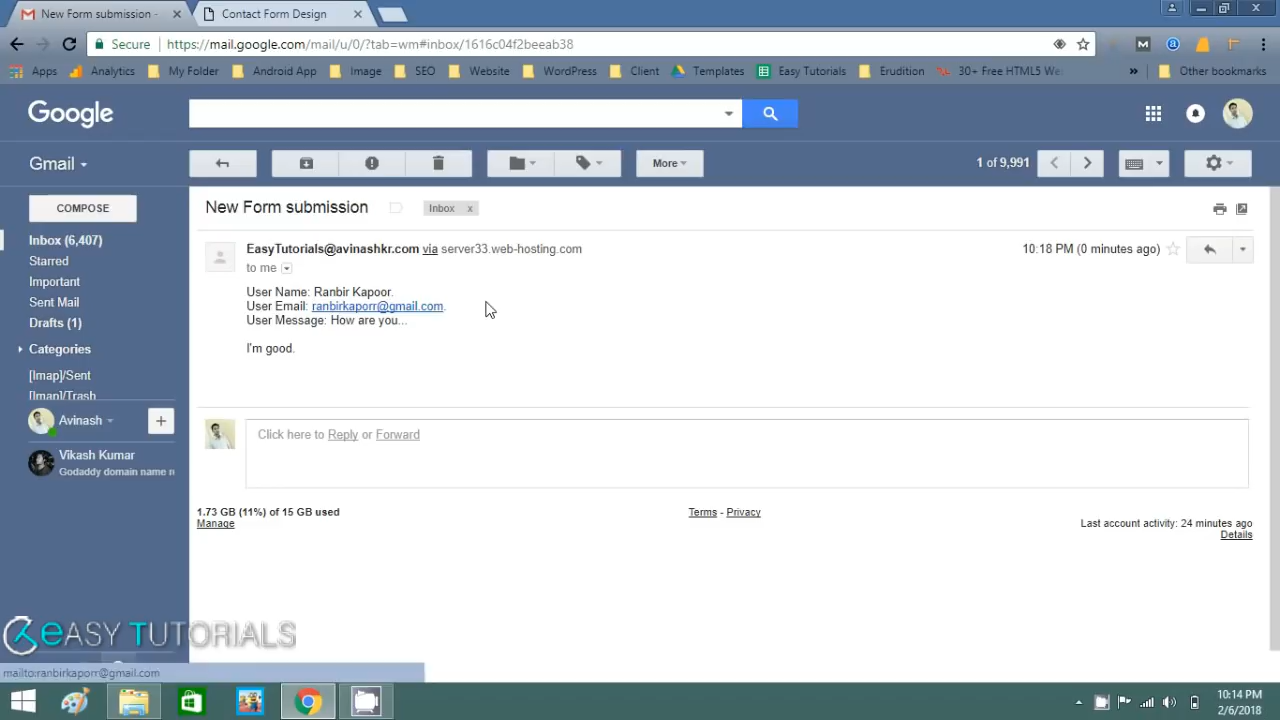 New Form submission -
Contact Form Design
Secure
https://mail.google.com/mail/u/0/?tab=wm#inbox/1616c04f2beeab38
Apps
Analytics
My Folder
Android App
Image
SEO
Website
WordPress
Client
Templates
Easy Tutorials
Erudition
30+ Free HTML5 We
Other bookmarks
Google
Gmail
More
1 of 9,991
COMPOSE
New Form submission
Inbox x
Inbox (6,407)
Starred
Important
Sent Mail
Drafts (1)
Categories
[Imap]/Sent
[Imap]/Trash
Avinash
Vikash Kumar
Godaddy domain name r
EasyTutorials@avinashkr.com via server33.web-hosting.com
10:18 PM (0 minutes ago)
to me
User Name: Ranbir Kapoor.
User Email: ranbirkaporr@gmail.com.
User Message: How are you...
I'm good.
Click here to Reply or Forward
1.73 GB (11%) of 15 GB used
Manage
Terms - Privacy
Last account activity: 24 minutes ago
Details
eASY TUTORIALS
mailto:ranbirkaporr@gmail.com
10:14 PM
2/6/2018